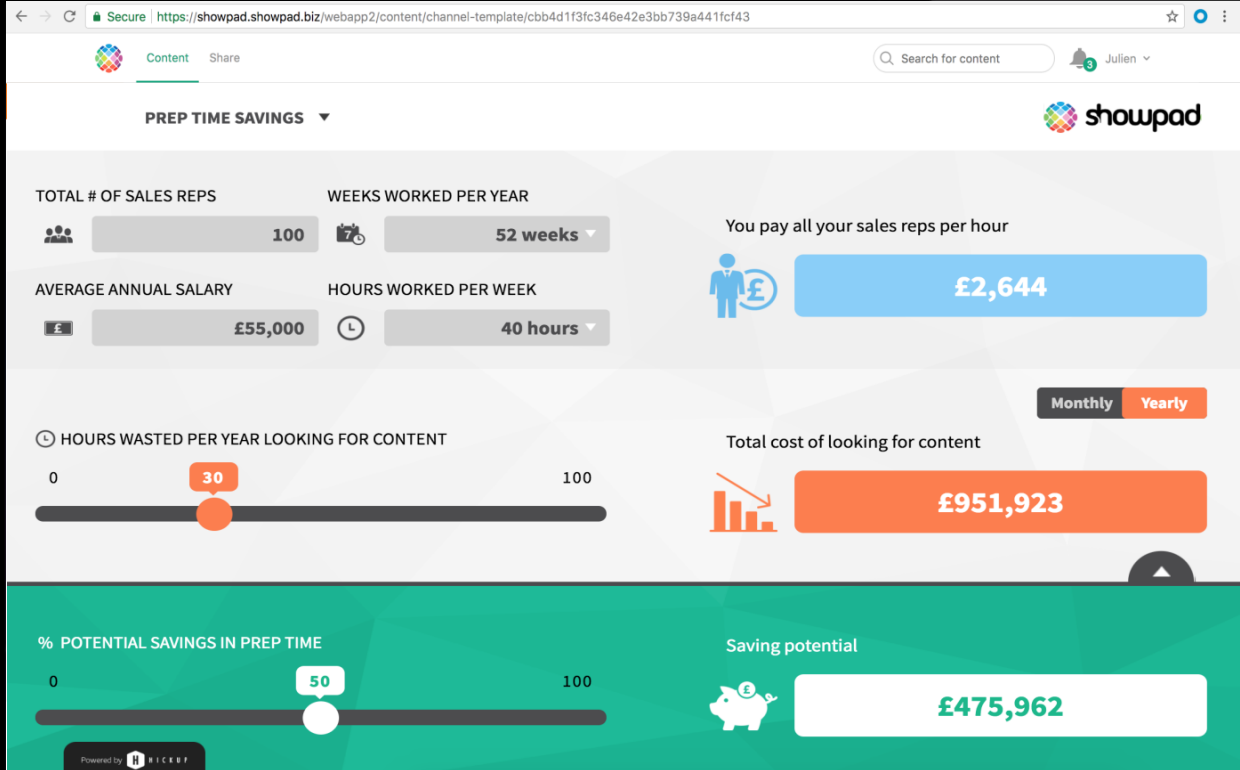 Secure https://showpad.showpad.biz/webapp2/content/channel-template/cbb4d1f3fc346e42e3bb739a441fcf43
Content Share Search for content 3 Julien
PREP TIME SAVINGS showpad
TOTAL # OF SALES REPS WEEKS WORKED PER YEAR
100 7 52 weeks
AVERAGE ANNUAL SALARY HOURS WORKED PER WEEK
£ £55,000 40 hours
You pay all your sales reps per hour
£ £2,644
Monthly Yearly
HOURS WASTED PER YEAR LOOKING FOR CONTENT
0 30 100
Total cost of looking for content
£951,923
% POTENTIAL SAVINGS IN PREP TIME
0 50 100
Saving potential
£ £475,962
Powered by H HICKUP